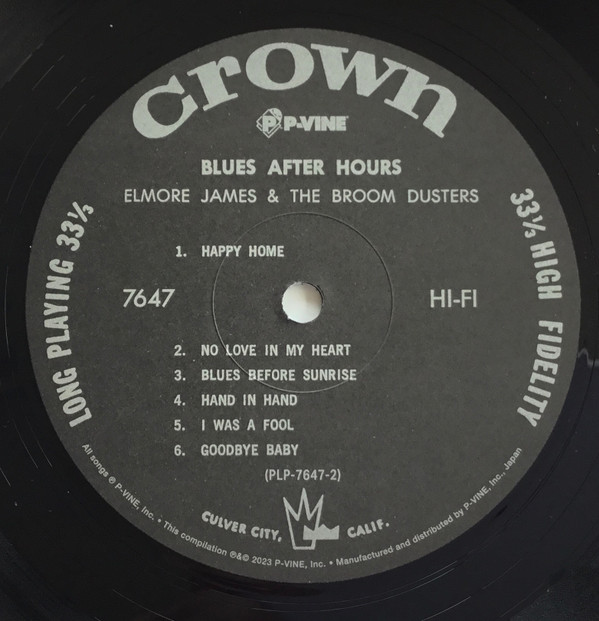 crown
P P-VINE
BLUES AFTER HOURS
ELMORE JAMES & THE BROOM DUSTERS
1. HAPPY HOME
7647
HI-FI
2. NO LOVE IN MY HEART
3. BLUES BEFORE SUNRISE
4. HAND IN HAND
5. I WAS A FOOL
6. GOODBYE BABY
(PLP-7647-2)
CULVER CITY, CALIF.
LONG PLAYING 33⅓
33⅓ HIGH FIDELITY
All songs ℗ P-VINE, Inc. • This compilation ℗&© 2023 P-VINE, Inc. • Manufactured and distributed by P-VINE, Inc., Japan